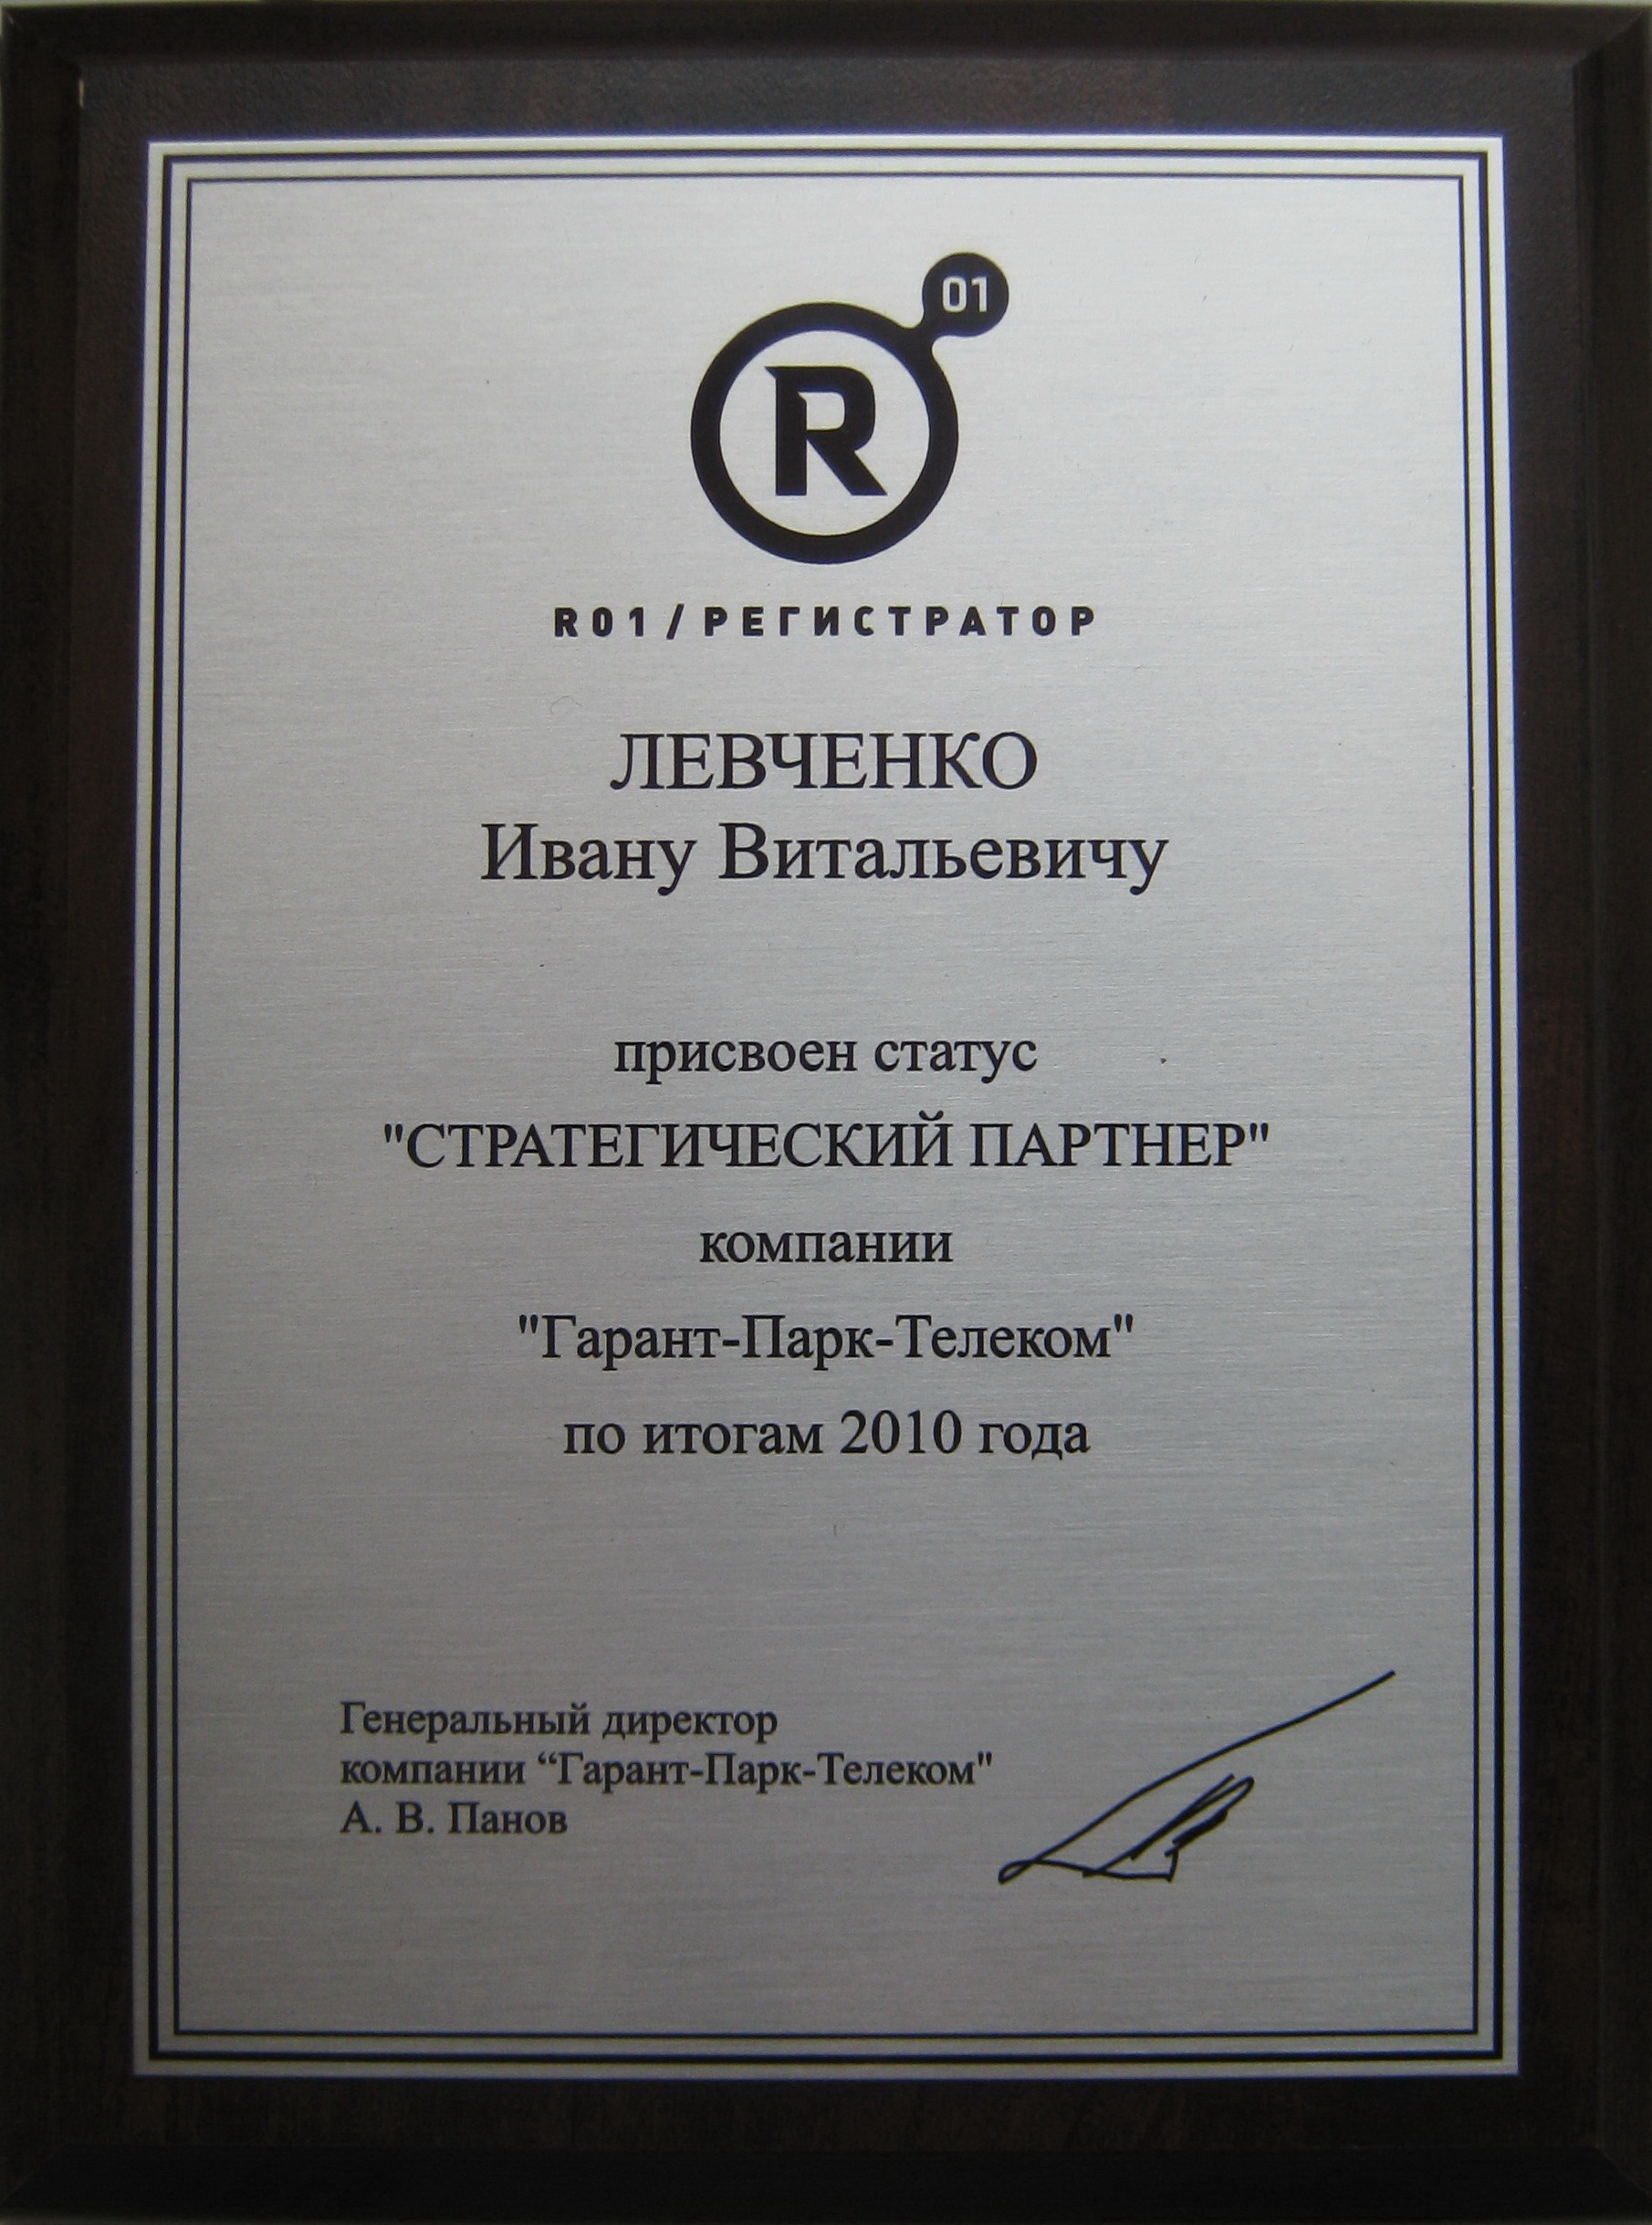 01
R
R01/РЕГИСТРАТОР
ЛЕВЧЕНКО
Ивану Витальевичу
присвоен статус
"СТРАТЕГИЧЕСКИЙ ПАРТНЕР"
компании
"Гарант-Парк-Телеком"
по итогам 2010 года
Генеральный директор
компании “Гарант-Парк-Телеком"
А. В. Панов